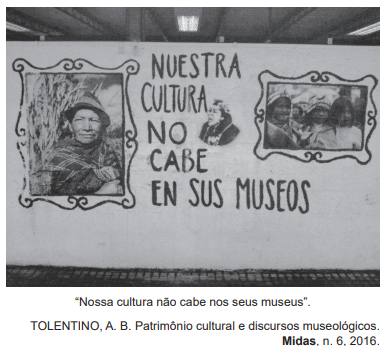 NUESTRA
CULTURA
NO
CABE
EN SUS MUSEOS
“Nossa cultura não cabe nos seus museus”.
TOLENTINO, A. B. Patrimônio cultural e discursos museológicos.
Midas, n. 6, 2016.